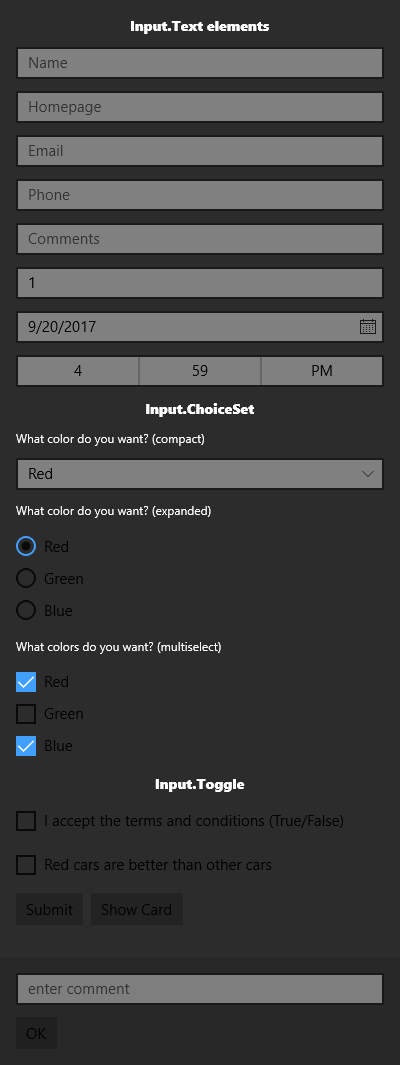 Input.Text elements
Name
Homepage
Email
Phone
Comments
1
9/20/2017
4 59 PM
Input.ChoiceSet
What color do you want? (compact)
Red
What color do you want? (expanded)
Red
Green
Blue
What colors do you want? (multiselect)
Red
Green
Blue
Input.Toggle
I accept the terms and conditions (True/False)
Red cars are better than other cars
Submit Show Card
enter comment
OK